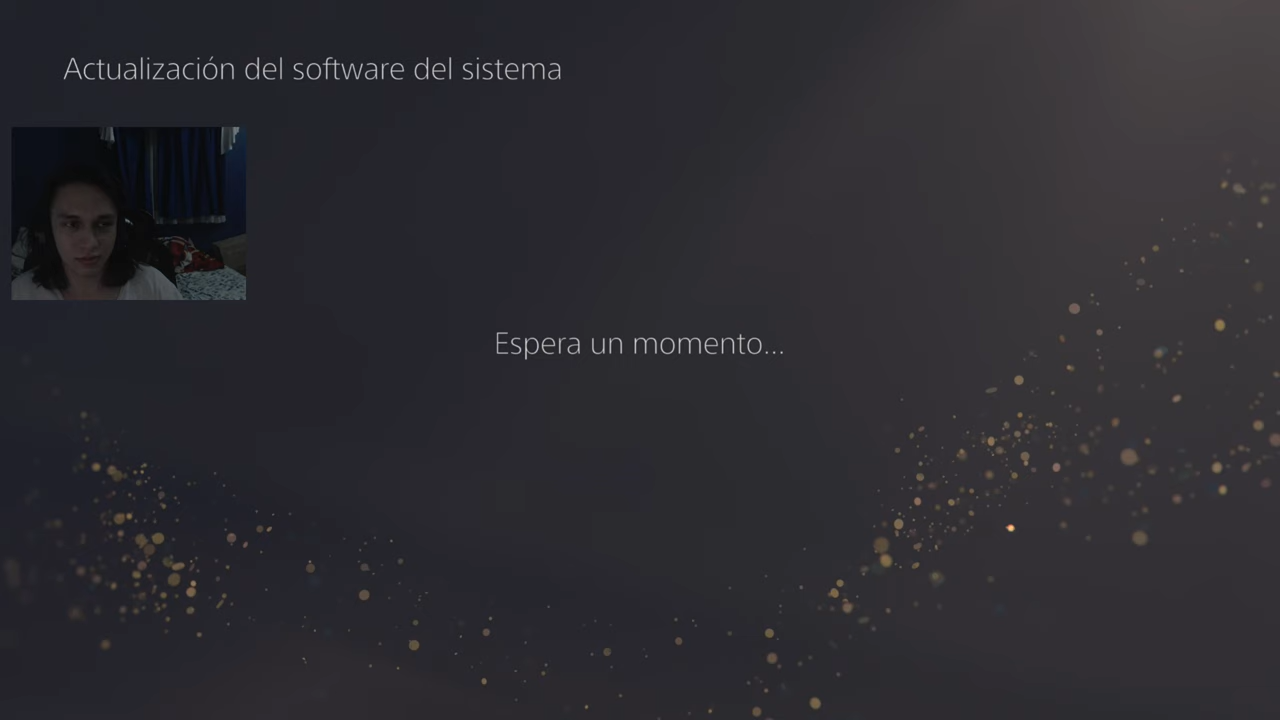 Actualización del software del sistema
Espera un momento...